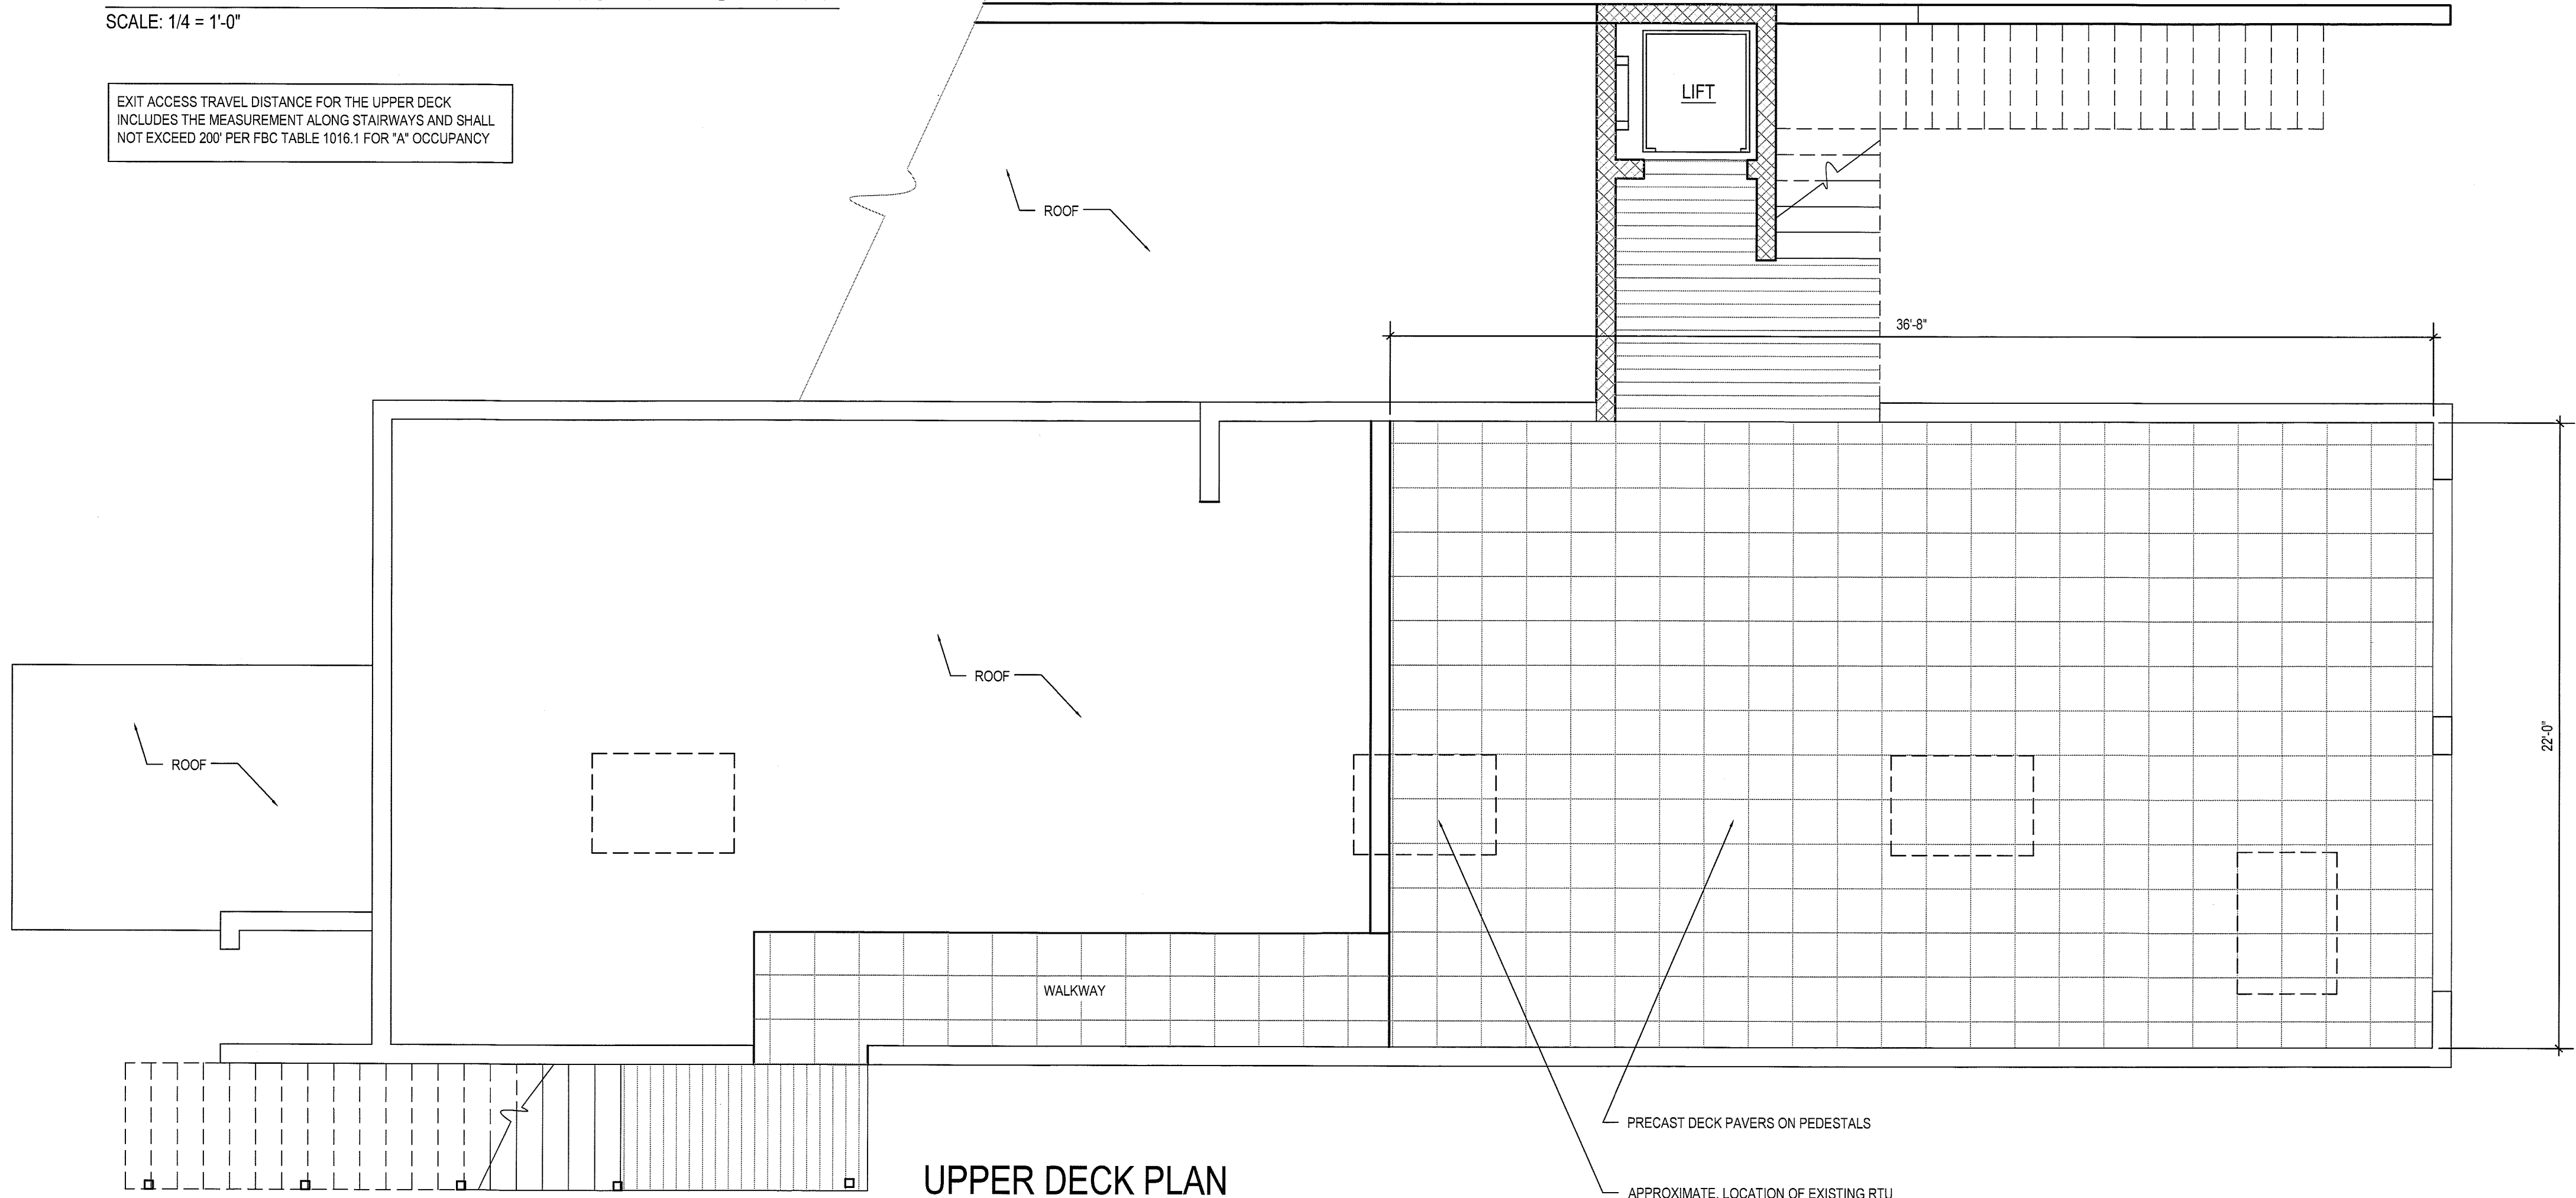 SCALE: 1/4 = 1'-0"
EXIT ACCESS TRAVEL DISTANCE FOR THE UPPER DECK
INCLUDES THE MEASUREMENT ALONG STAIRWAYS AND SHALL
NOT EXCEED 200' PER FBC TABLE 1016.1 FOR "A" OCCUPANCY
LIFT
ROOF
36'-8"
ROOF
22'-0"
ROOF
WALKWAY
PRECAST DECK PAVERS ON PEDESTALS
UPPER DECK PLAN
APPROXIMATE. LOCATION OF EXISTING RTU